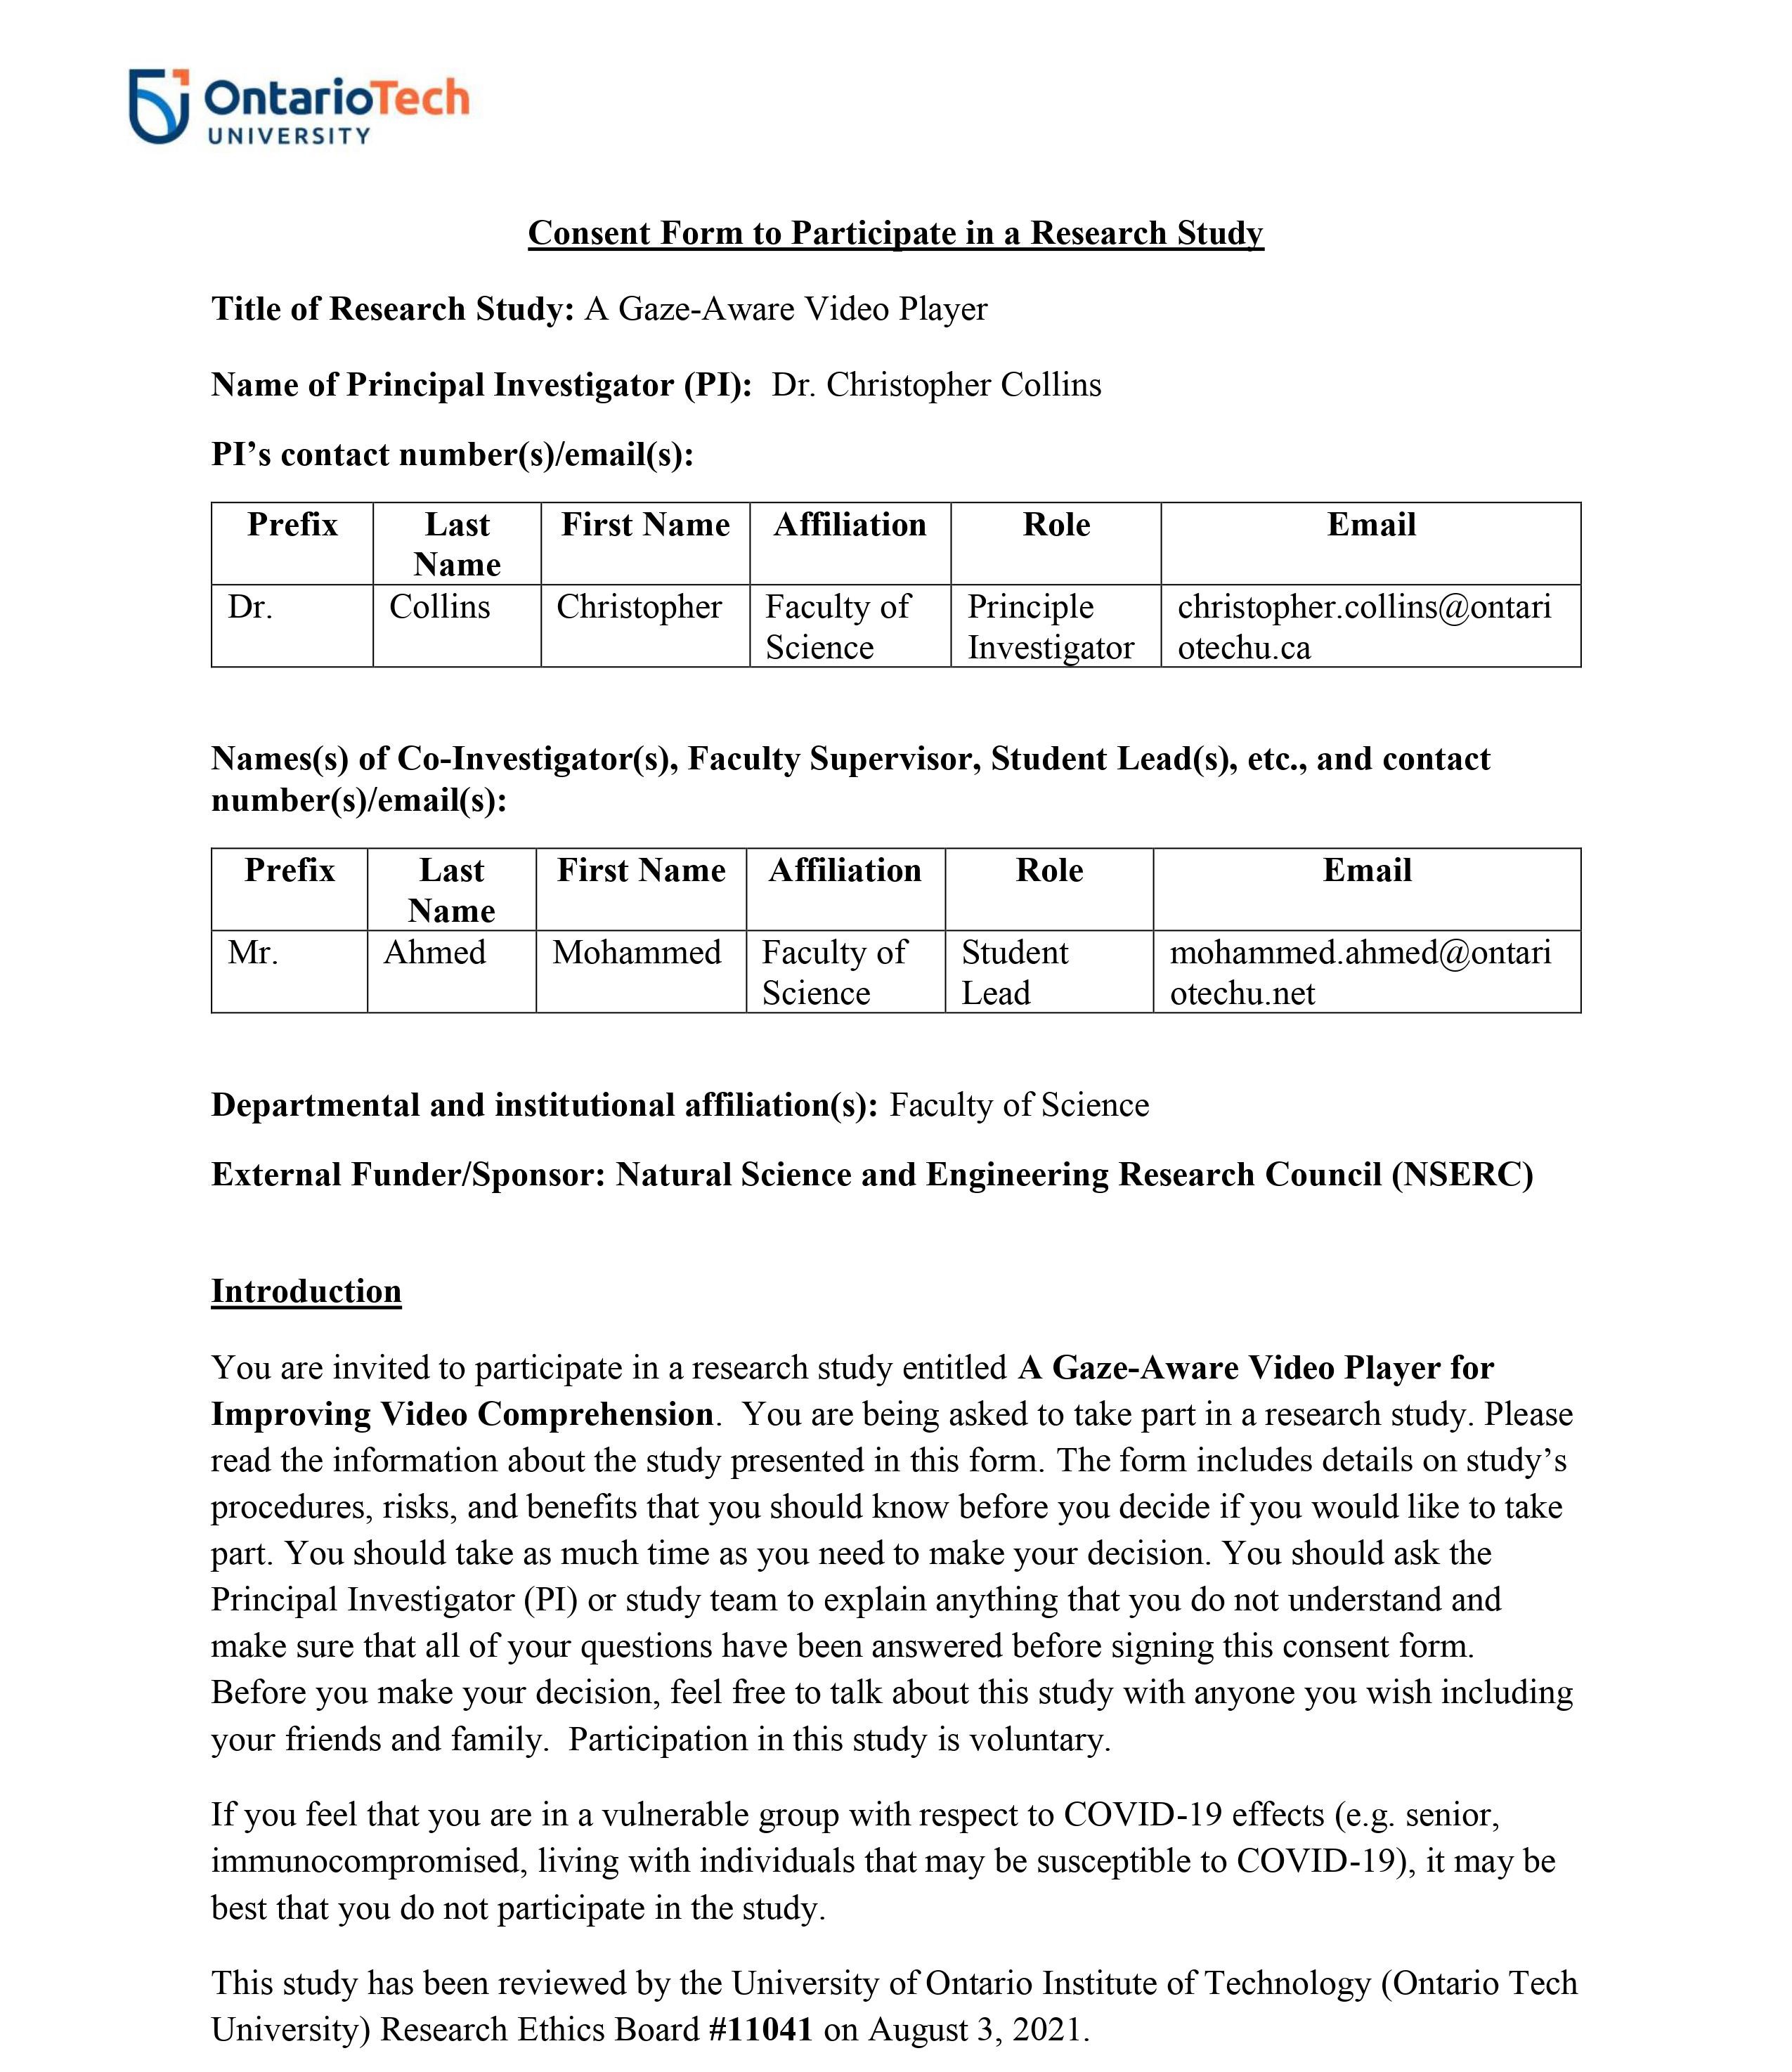 OntarioTech
UNIVERSITY
Consent Form to Participate in a Research Study
Title of Research Study: A Gaze-Aware Video Player
Name of Principal Investigator (PI):  Dr. Christopher Collins
PI’s contact number(s)/email(s):
Prefix Last First Name Affiliation Role Email
Name
Dr. Collins Christopher Faculty of Principle christopher.collins@ontari
Science Investigator otechu.ca
Names(s) of Co-Investigator(s), Faculty Supervisor, Student Lead(s), etc., and contact
number(s)/email(s):
Prefix Last First Name Affiliation Role Email
Name
Mr. Ahmed Mohammed Faculty of Student mohammed.ahmed@ontari
Science Lead otechu.net
Departmental and institutional affiliation(s): Faculty of Science
External Funder/Sponsor: Natural Science and Engineering Research Council (NSERC)
Introduction
You are invited to participate in a research study entitled A Gaze-Aware Video Player for
Improving Video Comprehension.  You are being asked to take part in a research study. Please
read the information about the study presented in this form. The form includes details on study’s
procedures, risks, and benefits that you should know before you decide if you would like to take
part. You should take as much time as you need to make your decision. You should ask the
Principal Investigator (PI) or study team to explain anything that you do not understand and
make sure that all of your questions have been answered before signing this consent form.
Before you make your decision, feel free to talk about this study with anyone you wish including
your friends and family.  Participation in this study is voluntary.
If you feel that you are in a vulnerable group with respect to COVID-19 effects (e.g. senior,
immunocompromised, living with individuals that may be susceptible to COVID-19), it may be
best that you do not participate in the study.
This study has been reviewed by the University of Ontario Institute of Technology (Ontario Tech
University) Research Ethics Board #11041 on August 3, 2021.